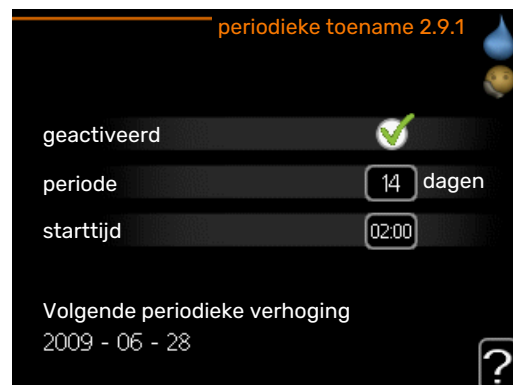 periodieke toename 2.9.1
geactiveerd
periode 14 dagen
starttijd 02:00
Volgende periodieke verhoging
2009 - 06 - 28
?